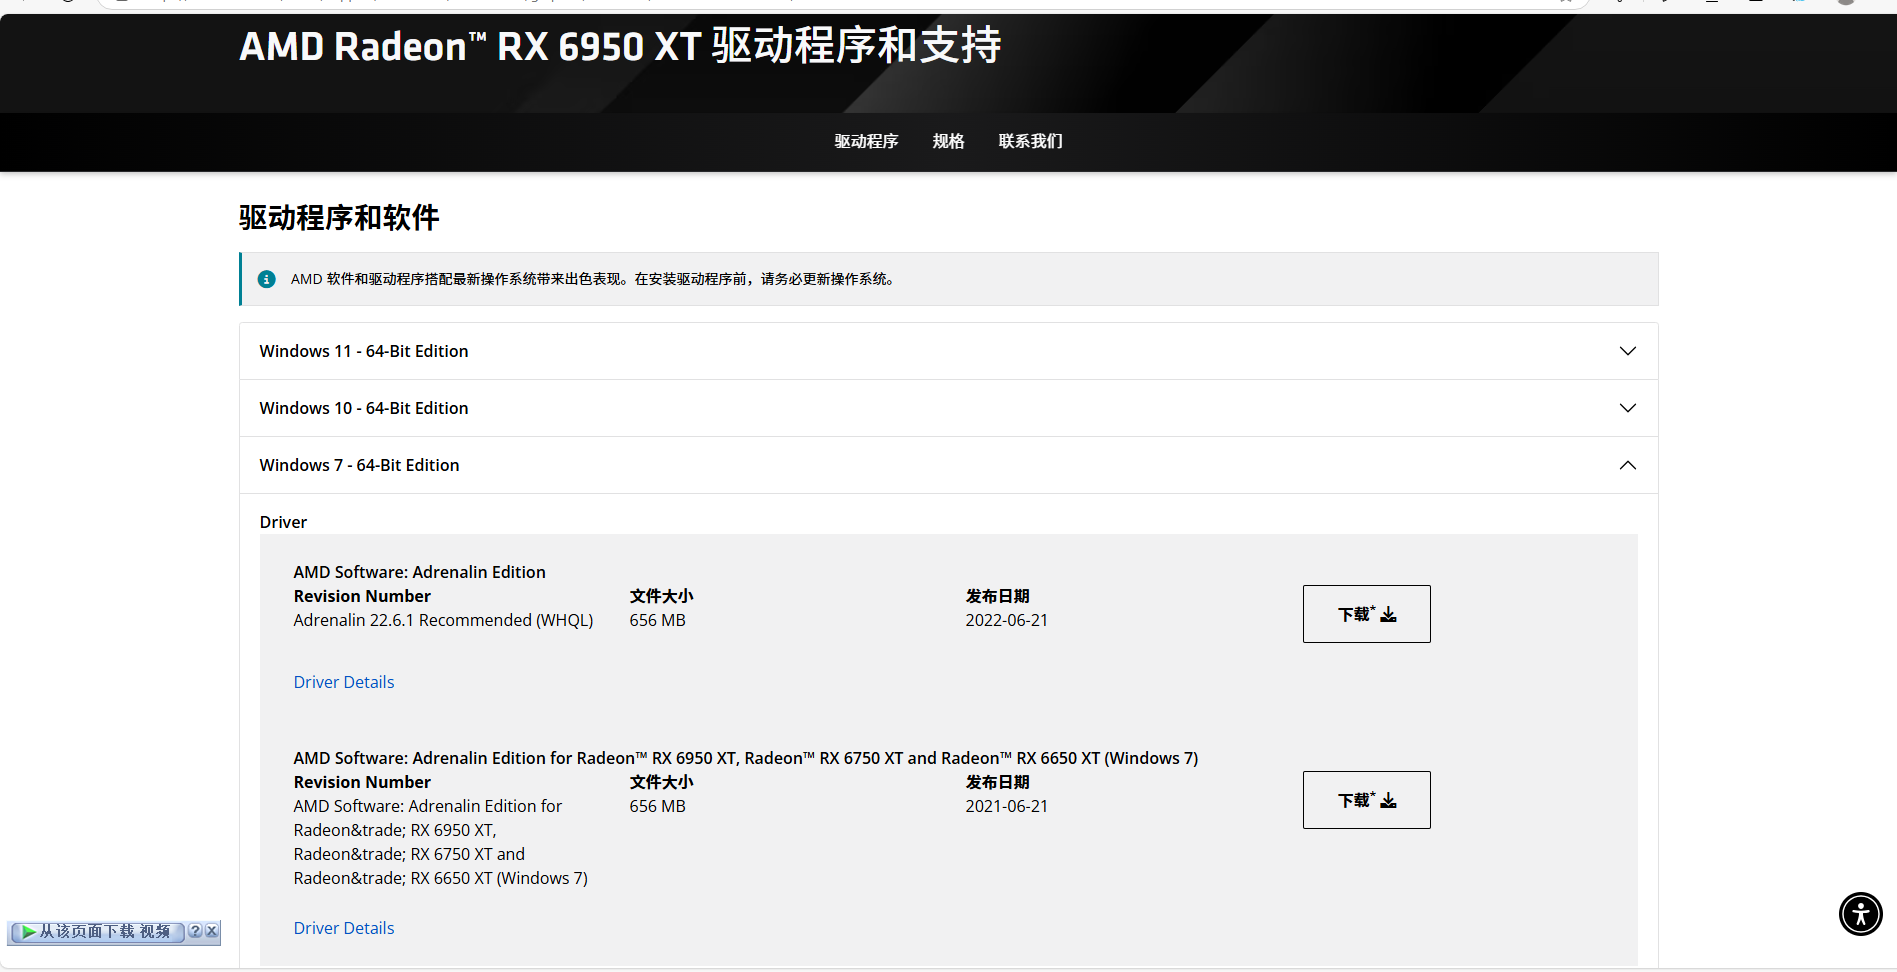 AMD Radeon™ RX 6950 XT 驱动程序和支持
驱动程序 规格 联系我们
驱动程序和软件
AMD 软件和驱动程序搭配最新操作系统带来出色表现。在安装驱动程序前，请务必更新操作系统。
Windows 11 - 64-Bit Edition
Windows 10 - 64-Bit Edition
Windows 7 - 64-Bit Edition
Driver
AMD Software: Adrenalin Edition
Revision Number 文件大小 发布日期
Adrenalin 22.6.1 Recommended (WHQL) 656 MB 2022-06-21
下载*
Driver Details
AMD Software: Adrenalin Edition for Radeon™ RX 6950 XT, Radeon™ RX 6750 XT and Radeon™ RX 6650 XT (Windows 7)
Revision Number 文件大小 发布日期
AMD Software: Adrenalin Edition for 656 MB 2021-06-21
Radeon&trade; RX 6950 XT,
Radeon&trade; RX 6750 XT and
Radeon&trade; RX 6650 XT (Windows 7)
下载*
Driver Details
从该页面下载 视频 ? X